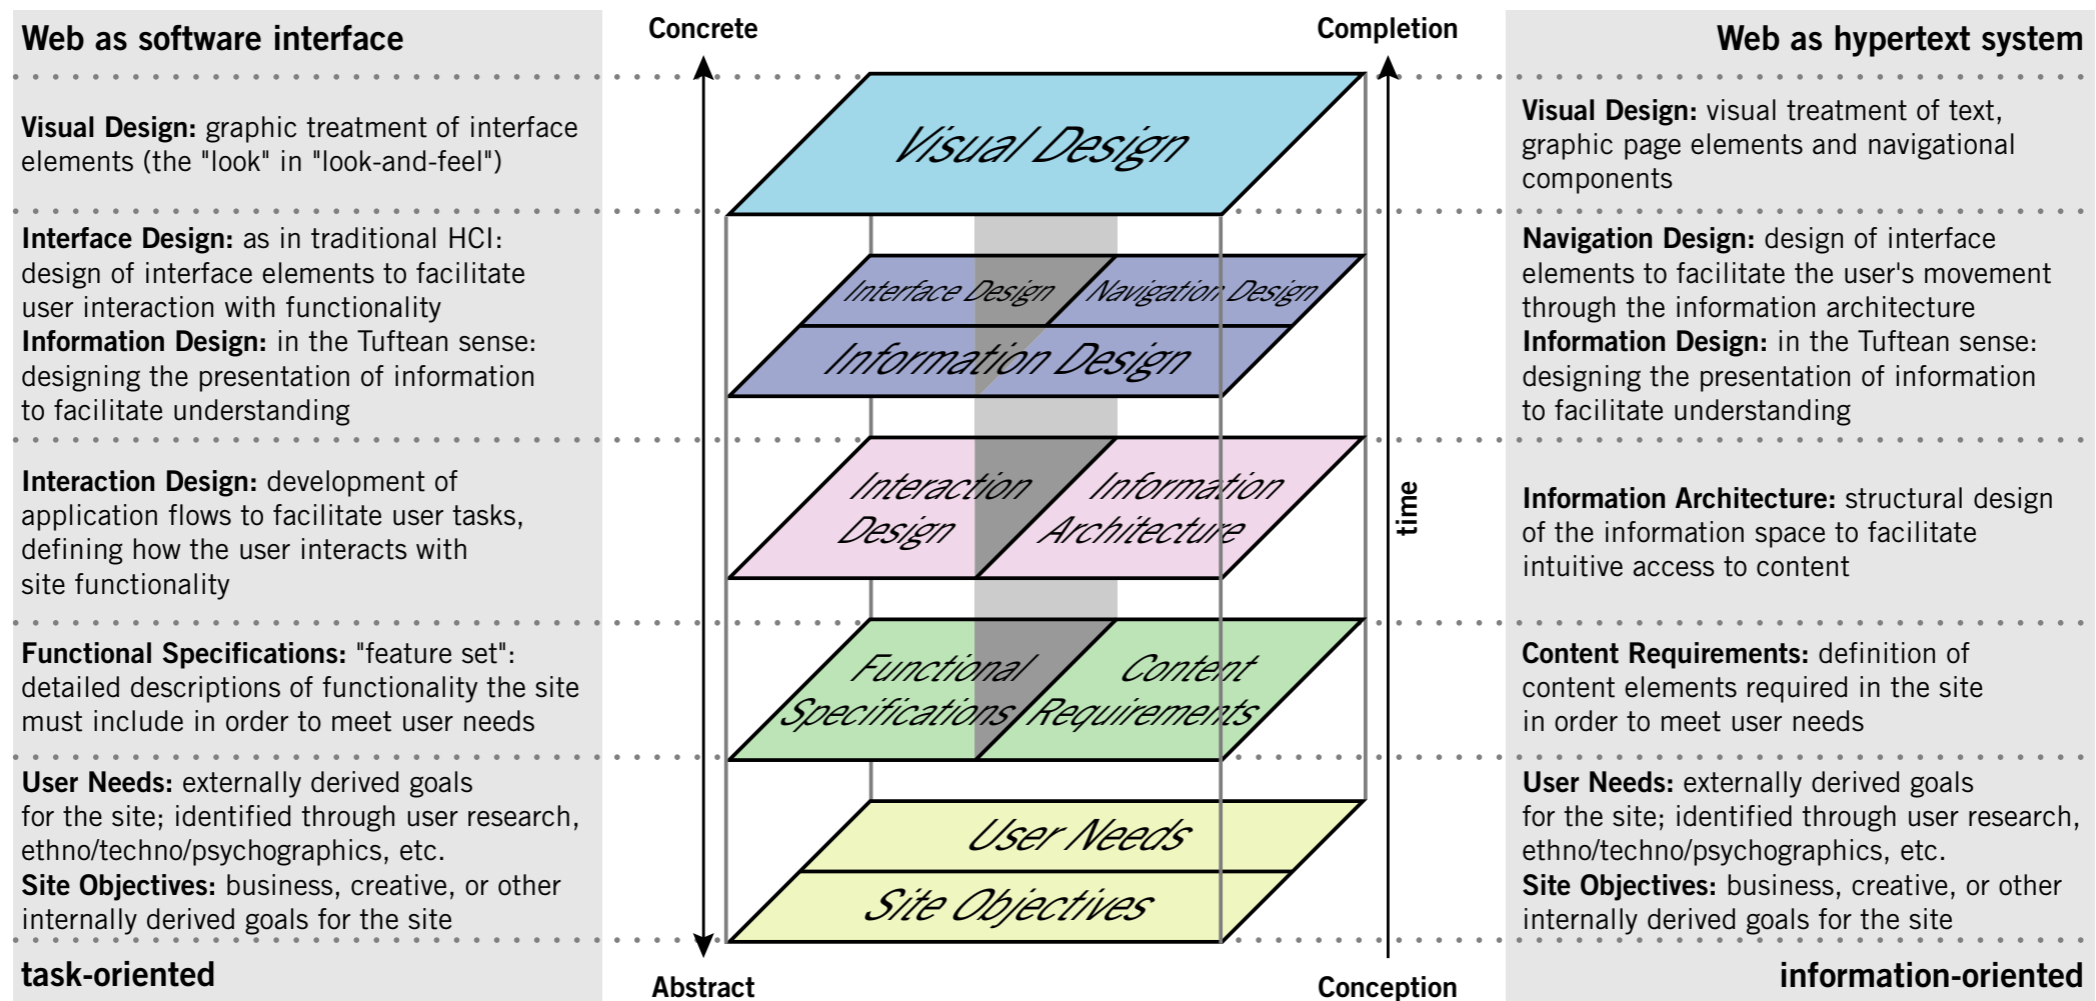 Web as software interface
Visual Design: graphic treatment of interface
elements (the "look" in "look-and-feel")
Interface Design: as in traditional HCI:
design of interface elements to facilitate
user interaction with functionality
Information Design: in the Tuftean sense:
designing the presentation of information
to facilitate understanding
Interaction Design: development of
application flows to facilitate user tasks,
defining how the user interacts with
site functionality
Functional Specifications: "feature set":
detailed descriptions of functionality the site
must include in order to meet user needs
User Needs: externally derived goals
for the site; identified through user research,
ethno/techno/psychographics, etc.
Site Objectives: business, creative, or other
internally derived goals for the site
task-oriented
Concrete
Completion
Visual Design
Interface Design
Navigation Design
Information Design
Interaction
Design
Information
Architecture
Functional
Specifications
Content
Requirements
User Needs
Site Objectives
time
Abstract
Conception
Web as hypertext system
Visual Design: visual treatment of text,
graphic page elements and navigational
components
Navigation Design: design of interface
elements to facilitate the user's movement
through the information architecture
Information Design: in the Tuftean sense:
designing the presentation of information
to facilitate understanding
Information Architecture: structural design
of the information space to facilitate
intuitive access to content
Content Requirements: definition of
content elements required in the site
in order to meet user needs
User Needs: externally derived goals
for the site; identified through user research,
ethno/techno/psychographics, etc.
Site Objectives: business, creative, or other
internally derived goals for the site
information-oriented